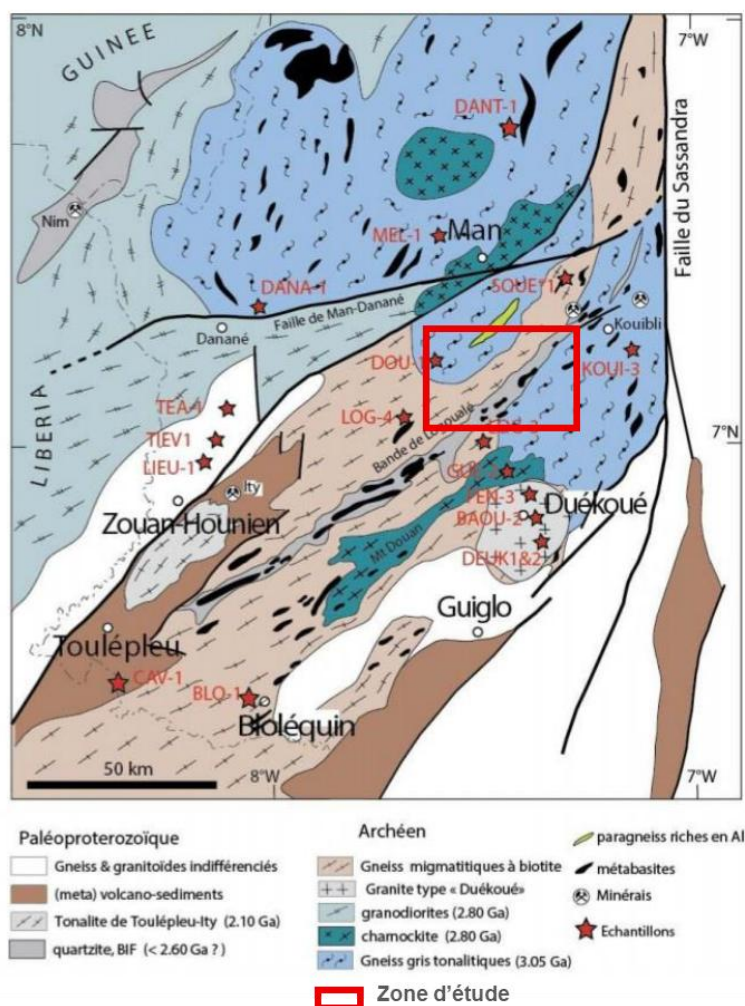 8°N
7°W
GUINEE
DANT-1
Faille du Sassandra
Nim
MEL-1
Man
SOUE*1
DANA-1
Faille de Man-Danané
Danané
Kouibli
DOU-1
KOUI-3
LIBERIA
TEA-1
LOG-4
TIEV1
7°N
LIEU-1
Bande de Logoualé
Ity
Zouan-Hounien
Duékoué
BAOU-2
Mt Douan
DEUK1&2
Guiglo
Toulépleu
CAV-1
BLO-1
Bloléquin
50 km
8°W
7°W
Paléoproterozoïque
Gneiss & granitoïdes indifférenciés
(meta) volcano-sediments
Tonalite de Toulépleu-Ity (2.10 Ga)
quartzite, BIF (< 2.60 Ga ?)
Archéen
Gneiss migmatitiques à biotite
Granite type « Duékoué»
granodiorites (2.80 Ga)
charnockite (2.80 Ga)
Gneiss gris tonalitiques (3.05 Ga)
paragneiss riches en Al
métabasites
Minérais
Echantillons
Zone d'étude